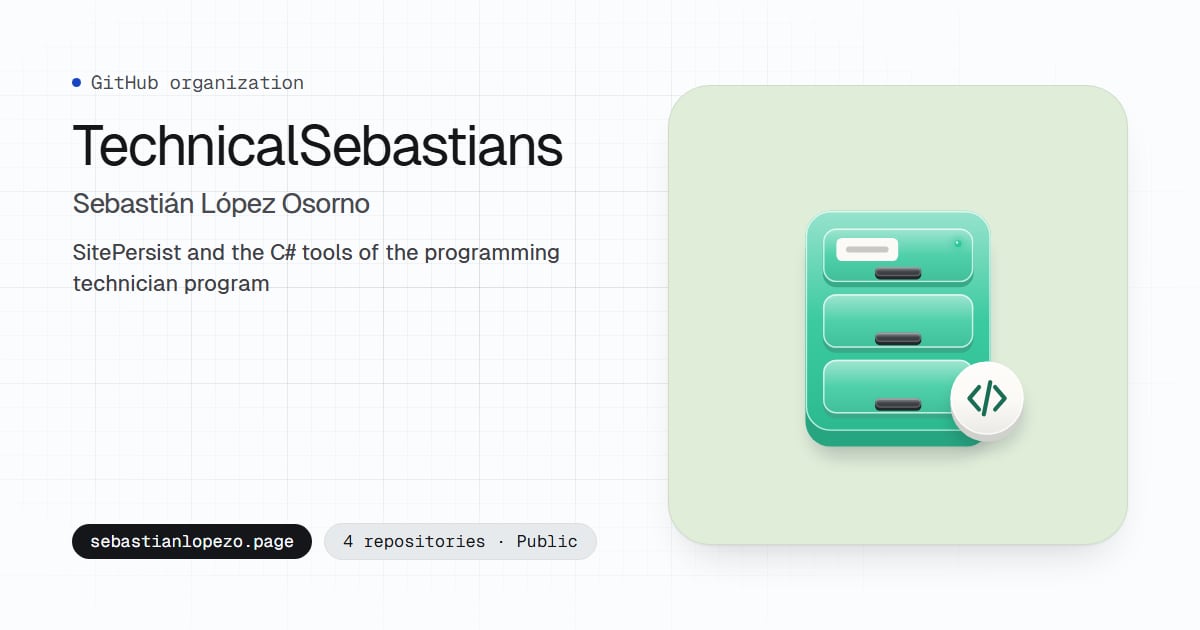 GitHub organization
TechnicalSebastians
Sebastián López Osorno
SitePersist and the C# tools of the programming
technician program
sebastianlopezo.page
4 repositories · Public